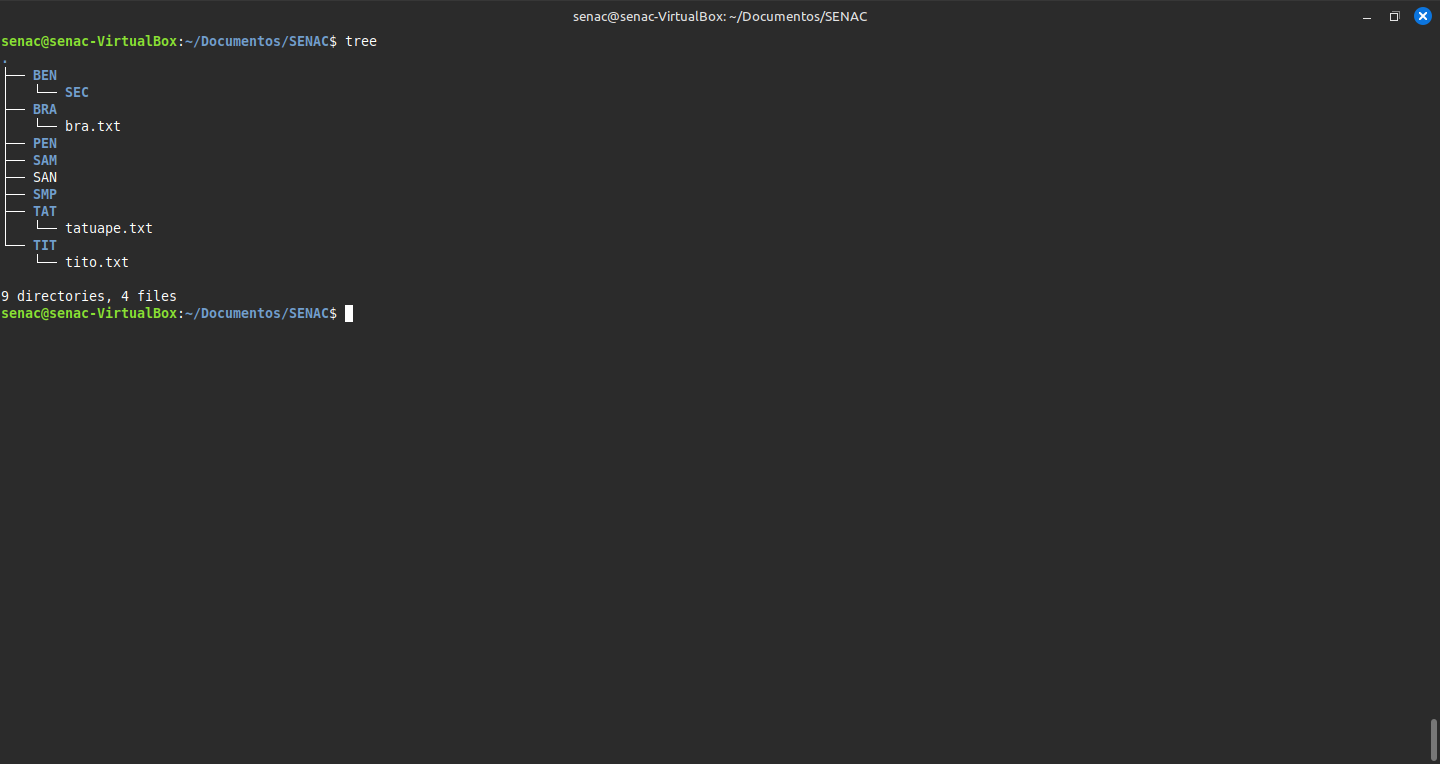 senac@senac-VirtualBox: ~/Documentos/SENAC
senac@senac-VirtualBox:~/Documentos/SENAC$ tree
.
├── BEN
│   └── SEC
├── BRA
│   └── bra.txt
├── PEN
├── SAM
├── SAN
├── SMP
├── TAT
│   └── tatuape.txt
└── TIT
    └── tito.txt

9 directories, 4 files
senac@senac-VirtualBox:~/Documentos/SENAC$